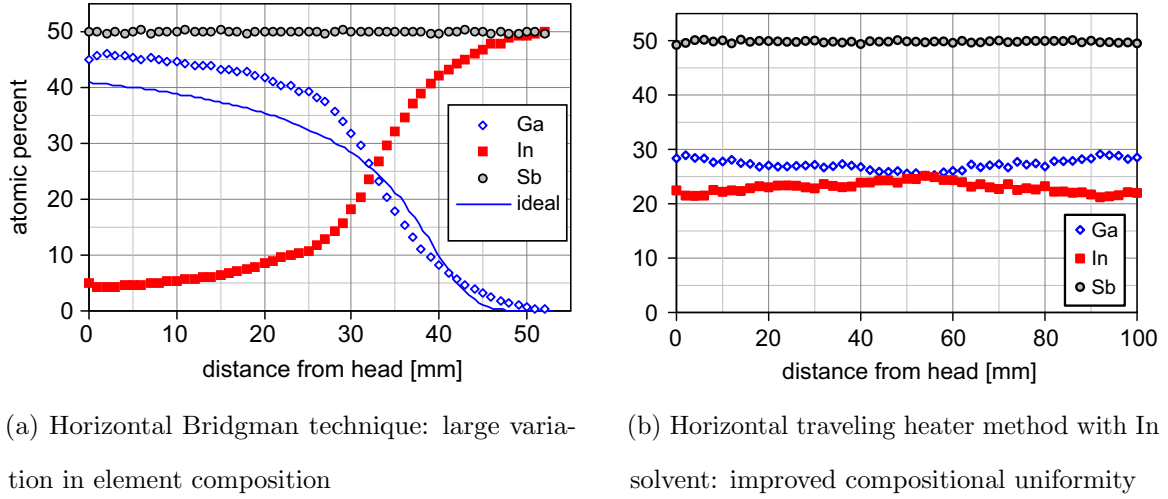 50
40
30
20
10
0
atomic percent
Ga
In
Sb
ideal
0
10
20
30
40
50
distance from head [mm]
50
40
30
20
10
0
Ga
In
Sb
0
20
40
60
80
100
distance from head [mm]
(a) Horizontal Bridgman technique: large varia-
tion in element composition
(b) Horizontal traveling heater method with In
solvent: improved compositional uniformity